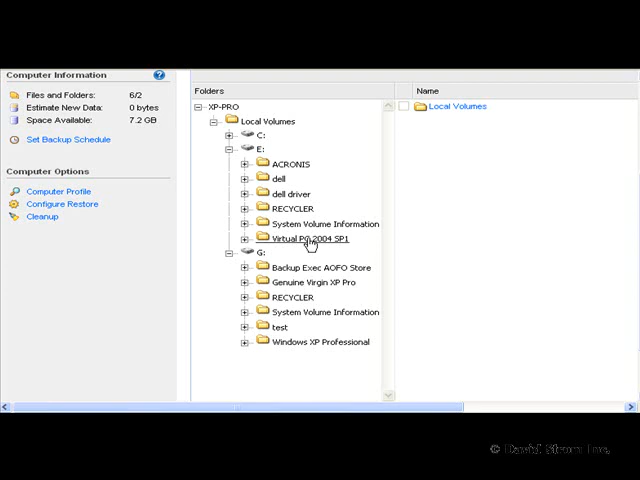 Computer Information
Files and Folders: 6/2
Estimate New Data: 0 bytes
Space Available: 7.2 GB
Set Backup Schedule
Computer Options
Computer Profile
Configure Restore
Cleanup
Folders
XP-PRO
Local Volumes
C:
E:
ACRONIS
dell
dell driver
RECYCLER
System Volume Information
Virtual PC 2004 SP1
G:
Backup Exec AOFO Store
Genuine Virgin XP Pro
RECYCLER
System Volume Information
test
Windows XP Professional
Name
Local Volumes
© David Strom Inc.